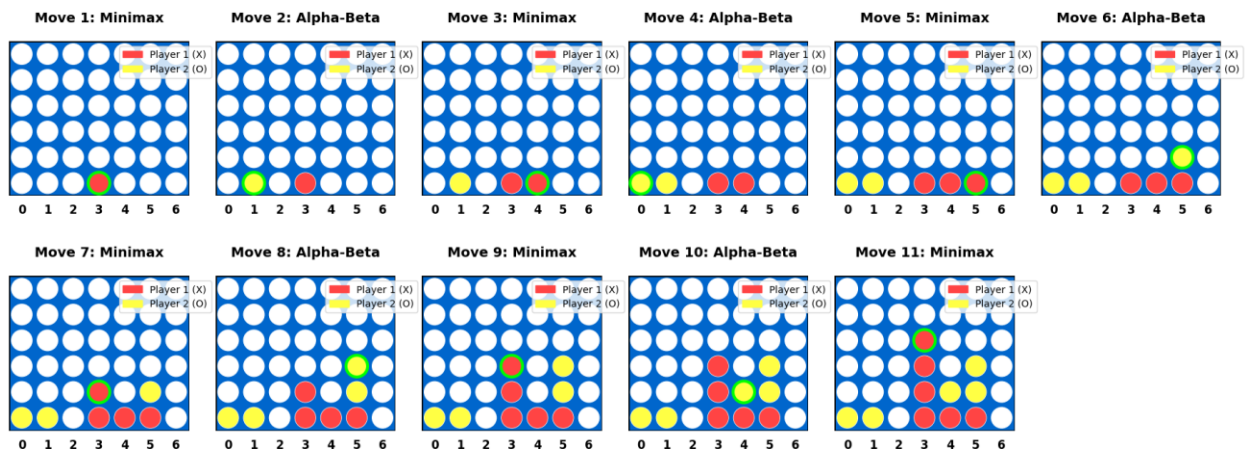 Move 1: Minimax
Player 1 (X)
Player 2 (O)
0 1 2 3 4 5 6
Move 2: Alpha-Beta
Player 1 (X)
Player 2 (O)
0 1 2 3 4 5 6
Move 3: Minimax
Player 1 (X)
Player 2 (O)
0 1 2 3 4 5 6
Move 4: Alpha-Beta
Player 1 (X)
Player 2 (O)
0 1 2 3 4 5 6
Move 5: Minimax
Player 1 (X)
Player 2 (O)
0 1 2 3 4 5 6
Move 6: Alpha-Beta
Player 1 (X)
Player 2 (O)
0 1 2 3 4 5 6
Move 7: Minimax
Player 1 (X)
Player 2 (O)
0 1 2 3 4 5 6
Move 8: Alpha-Beta
Player 1 (X)
Player 2 (O)
0 1 2 3 4 5 6
Move 9: Minimax
Player 1 (X)
Player 2 (O)
0 1 2 3 4 5 6
Move 10: Alpha-Beta
Player 1 (X)
Player 2 (O)
0 1 2 3 4 5 6
Move 11: Minimax
Player 1 (X)
Player 2 (O)
0 1 2 3 4 5 6